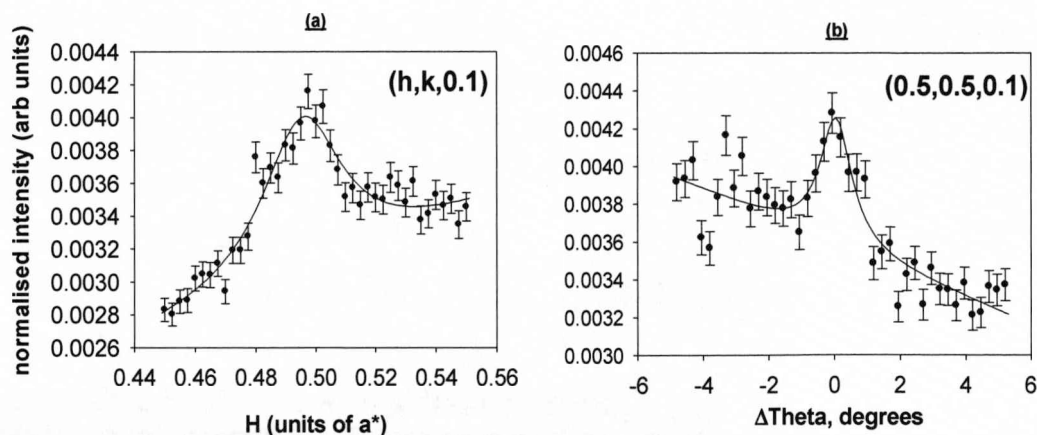 (a)
(h,k,0.1)
normalised intensity (arb units)
0.0044
0.0042
0.0040
0.0038
0.0036
0.0034
0.0032
0.0030
0.0028
0.0026
0.44 0.46 0.48 0.50 0.52 0.54 0.56
H (units of a*)
(b)
(0.5,0.5,0.1)
0.0046
0.0044
0.0042
0.0040
0.0038
0.0036
0.0034
0.0032
0.0030
-6 -4 -2 0 2 4 6
ΔTheta, degrees